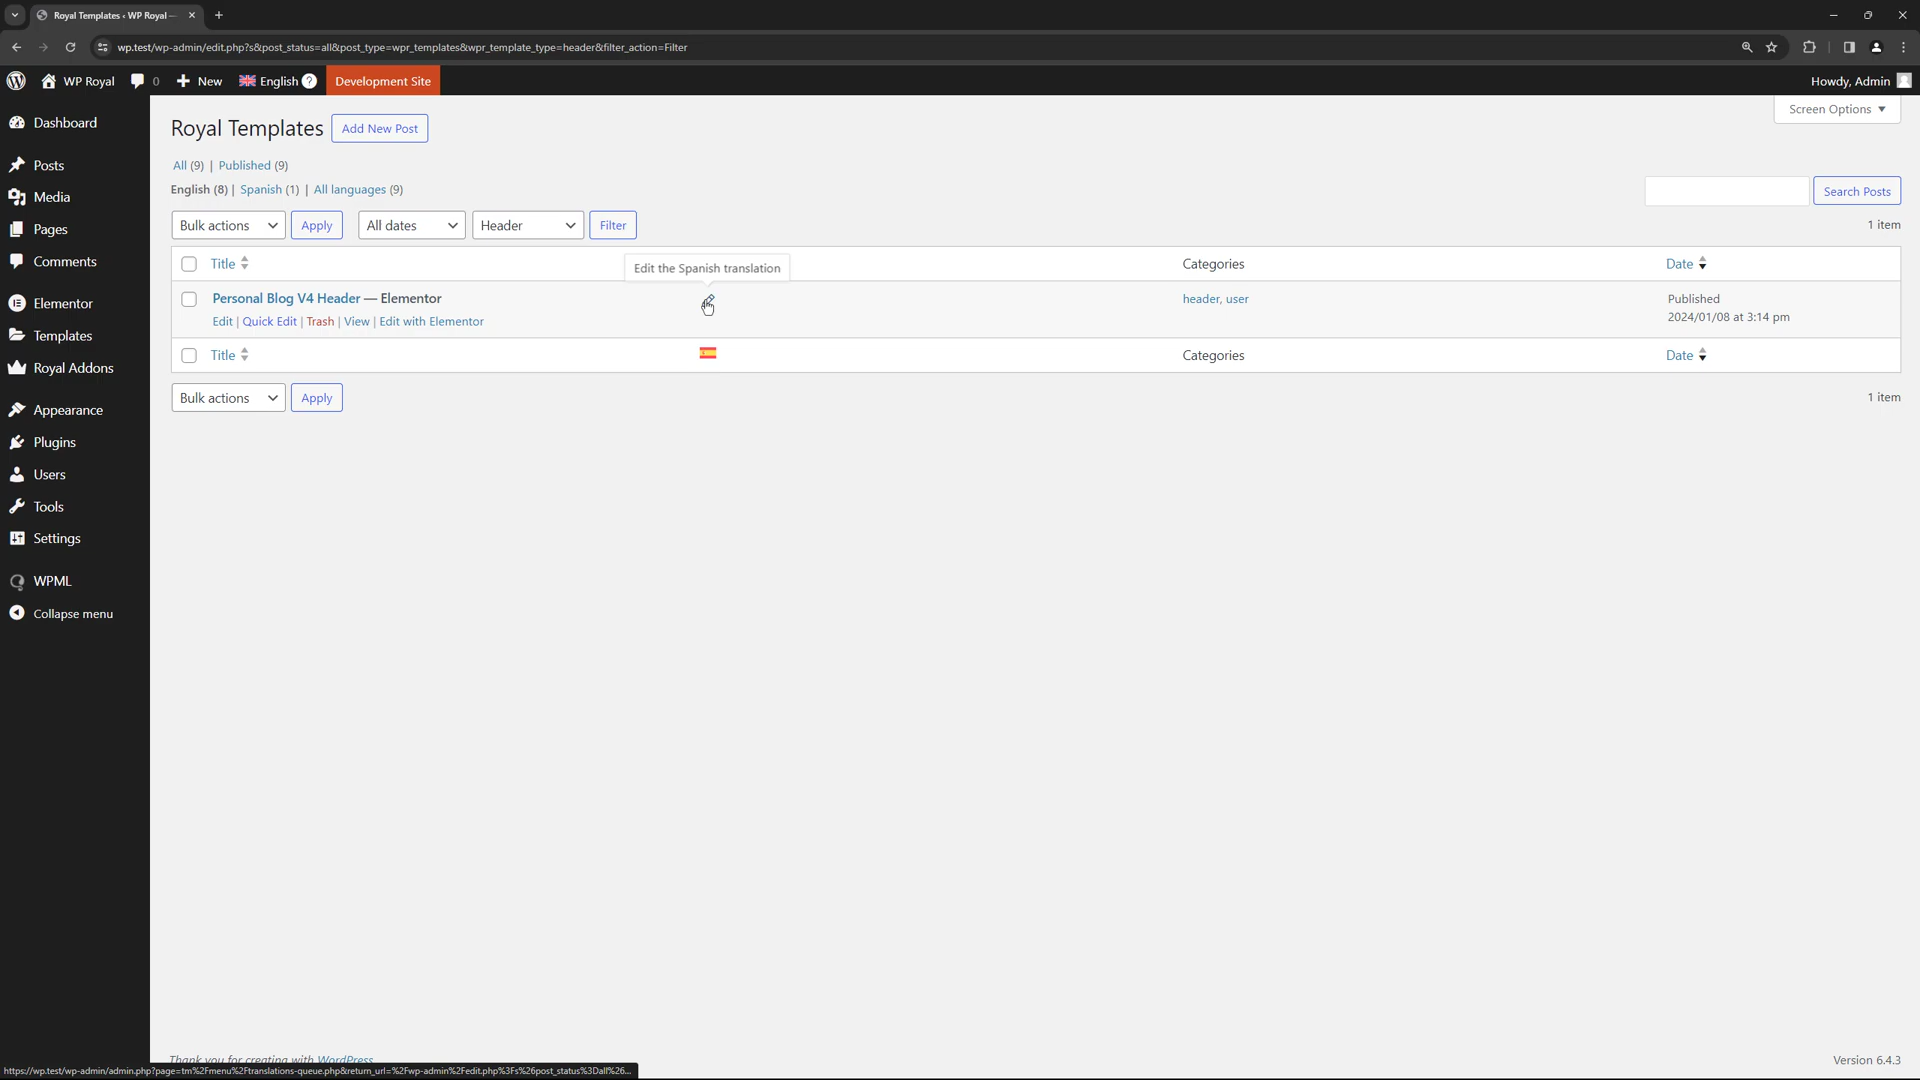 Royal Templates ‹ WP Royal —
wp.test/wp-admin/edit.php?s&post_status=all&post_type=wpr_templates&wpr_template_type=header&filter_action=Filter
WP Royal 0 New English ? Development Site Howdy, Admin
Dashboard
Posts
Media
Pages
Comments
Elementor
Templates
Royal Addons
Appearance
Plugins
Users
Tools
Settings
WPML
Collapse menu
Screen Options
Royal Templates Add New Post
All (9) | Published (9)
English (8) | Spanish (1) | All languages (9)
Search Posts
Bulk actions Apply All dates Header Filter 1 item
Title Categories Date
Edit the Spanish translation
Personal Blog V4 Header — Elementor header, user Published
2024/01/08 at 3:14 pm
Edit | Quick Edit | Trash | View | Edit with Elementor
Title Categories Date
Bulk actions Apply 1 item
Thank you for creating with WordPress Version 6.4.3
https://wp.test/wp-admin/admin.php?page=tm%2Fmenu%2Ftranslations-queue.php&return_url=%2Fwp-admin%2Fedit.php%3Fs%26post_status%3Dall%26...